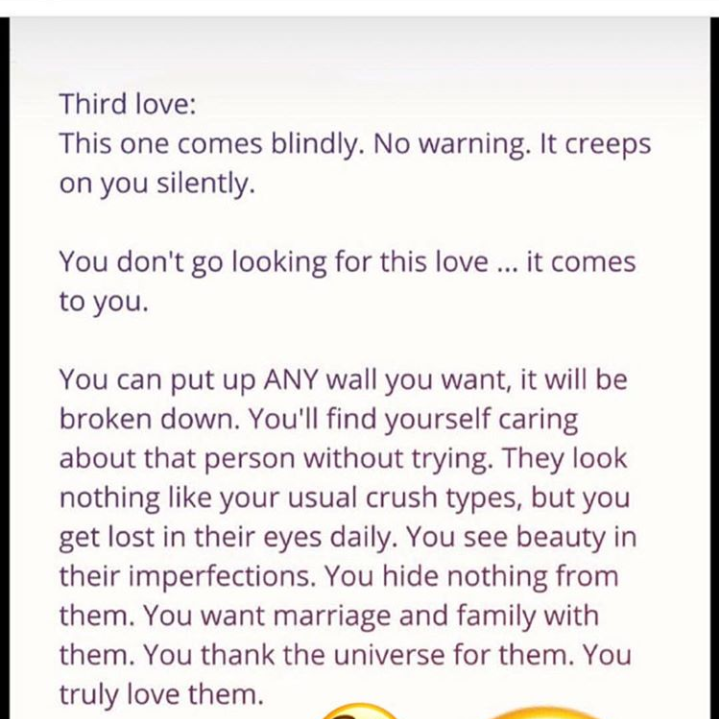 Third love:
This one comes blindly. No warning. It creeps
on you silently.
You don't go looking for this love ... it comes
to you.
You can put up ANY wall you want, it will be
broken down. You'll find yourself caring
about that person without trying. They look
nothing like your usual crush types, but you
get lost in their eyes daily. You see beauty in
their imperfections. You hide nothing from
them. You want marriage and family with
them. You thank the universe for them. You
truly love them.